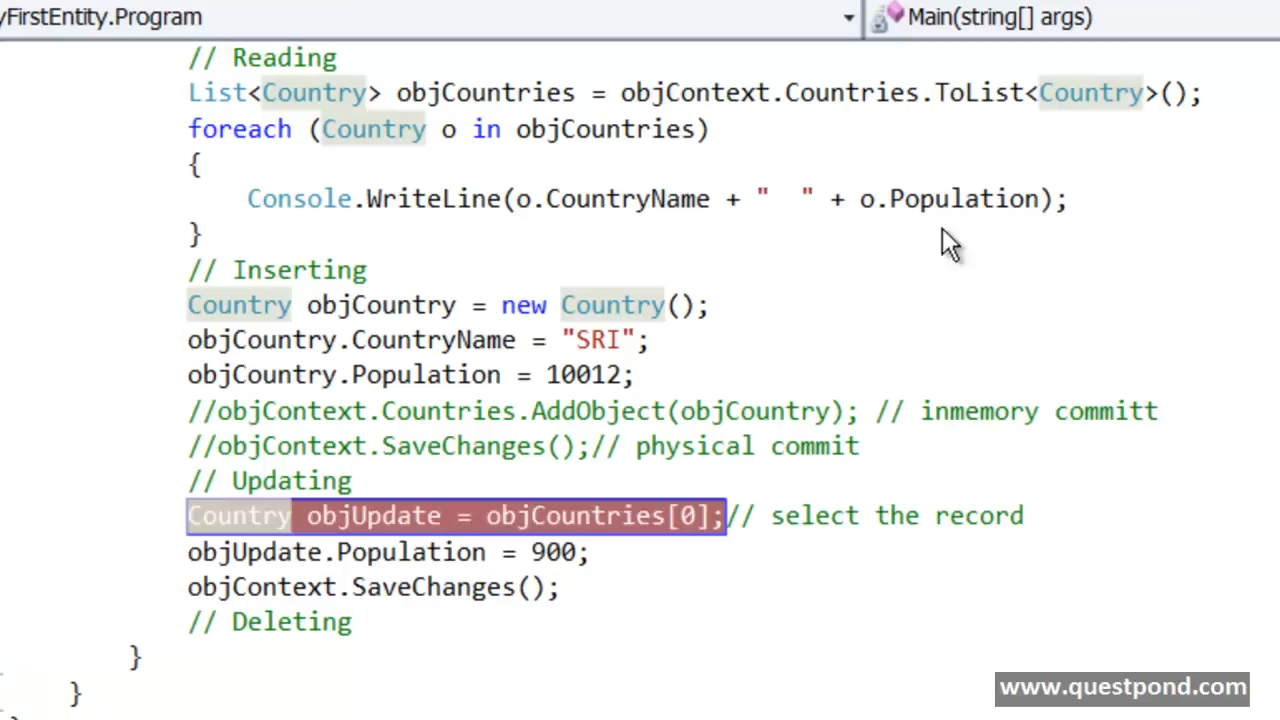 yFirstEntity.Program
Main(string[] args)
// Reading
List<Country> objCountries = objContext.Countries.ToList<Country>();
foreach (Country o in objCountries)
{
Console.WriteLine(o.CountryName + "  " + o.Population);
}
// Inserting
Country objCountry = new Country();
objCountry.CountryName = "SRI";
objCountry.Population = 10012;
//objContext.Countries.AddObject(objCountry); // inmemory committ
//objContext.SaveChanges();// physical commit
// Updating
Country objUpdate = objCountries[0];// select the record
objUpdate.Population = 900;
objContext.SaveChanges();
// Deleting
}
}
www.questpond.com